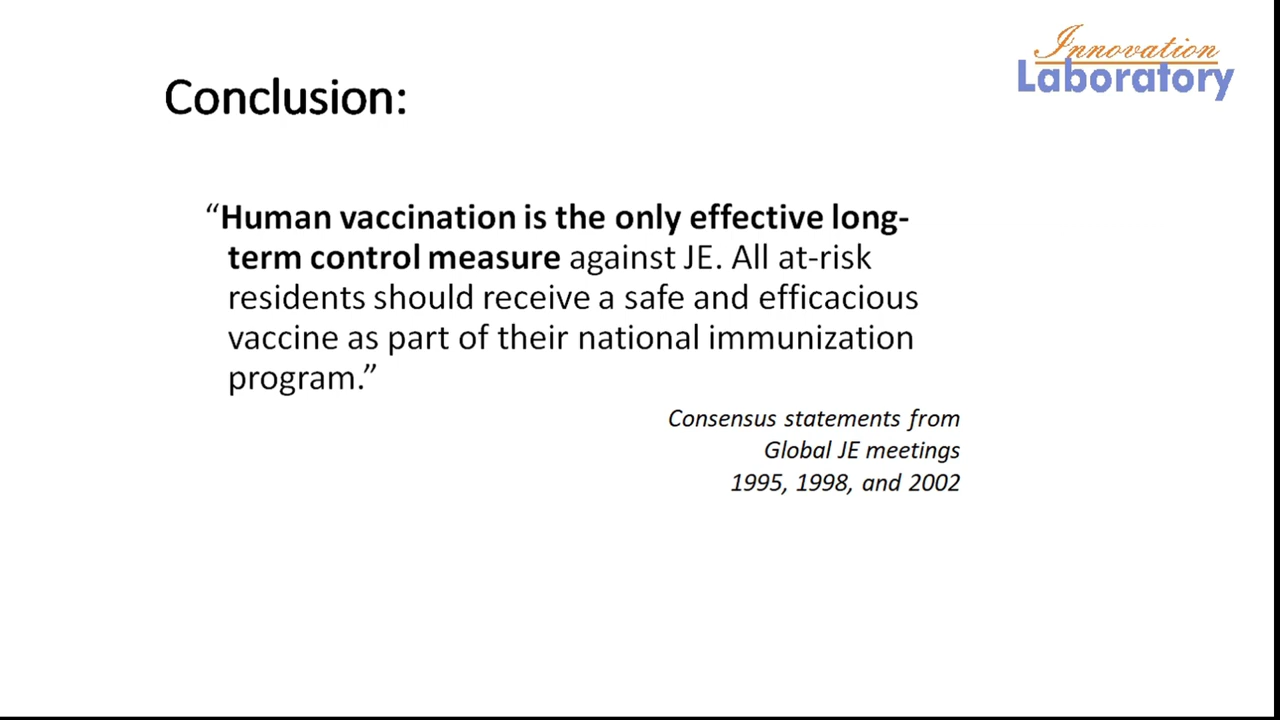 Innovation
Laboratory
Conclusion:
“Human vaccination is the only effective long-
term control measure against JE. All at-risk
residents should receive a safe and efficacious
vaccine as part of their national immunization
program.”
Consensus statements from
Global JE meetings
1995, 1998, and 2002